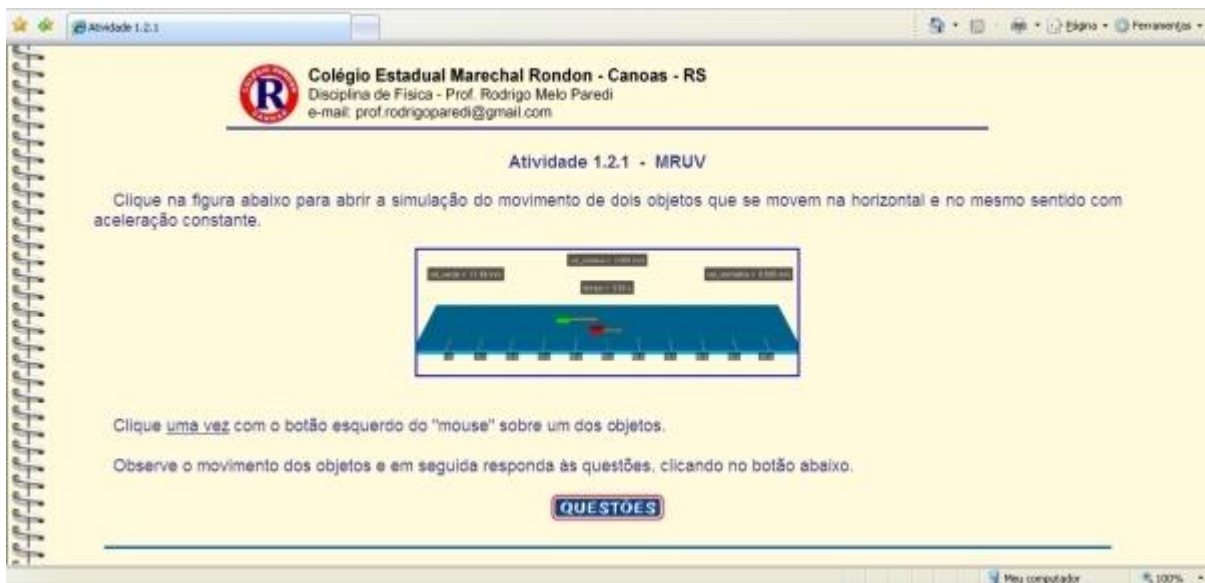 Atividade 1.2.1
Página
Ferramentas
Colégio Estadual Marechal Rondon - Canoas - RS
Disciplina de Física - Prof. Rodrigo Melo Paredi
e-mail: prof.rodrigoparedi@gmail.com
R
Atividade 1.2.1 - MRUV
Clique na figura abaixo para abrir a simulação do movimento de dois objetos que se movem na horizontal e no mesmo sentido com
aceleração constante.
Clique uma vez com o botão esquerdo do "mouse" sobre um dos objetos.
Observe o movimento dos objetos e em seguida responda às questões, clicando no botão abaixo.
QUESTÕES
Meu computador
100%